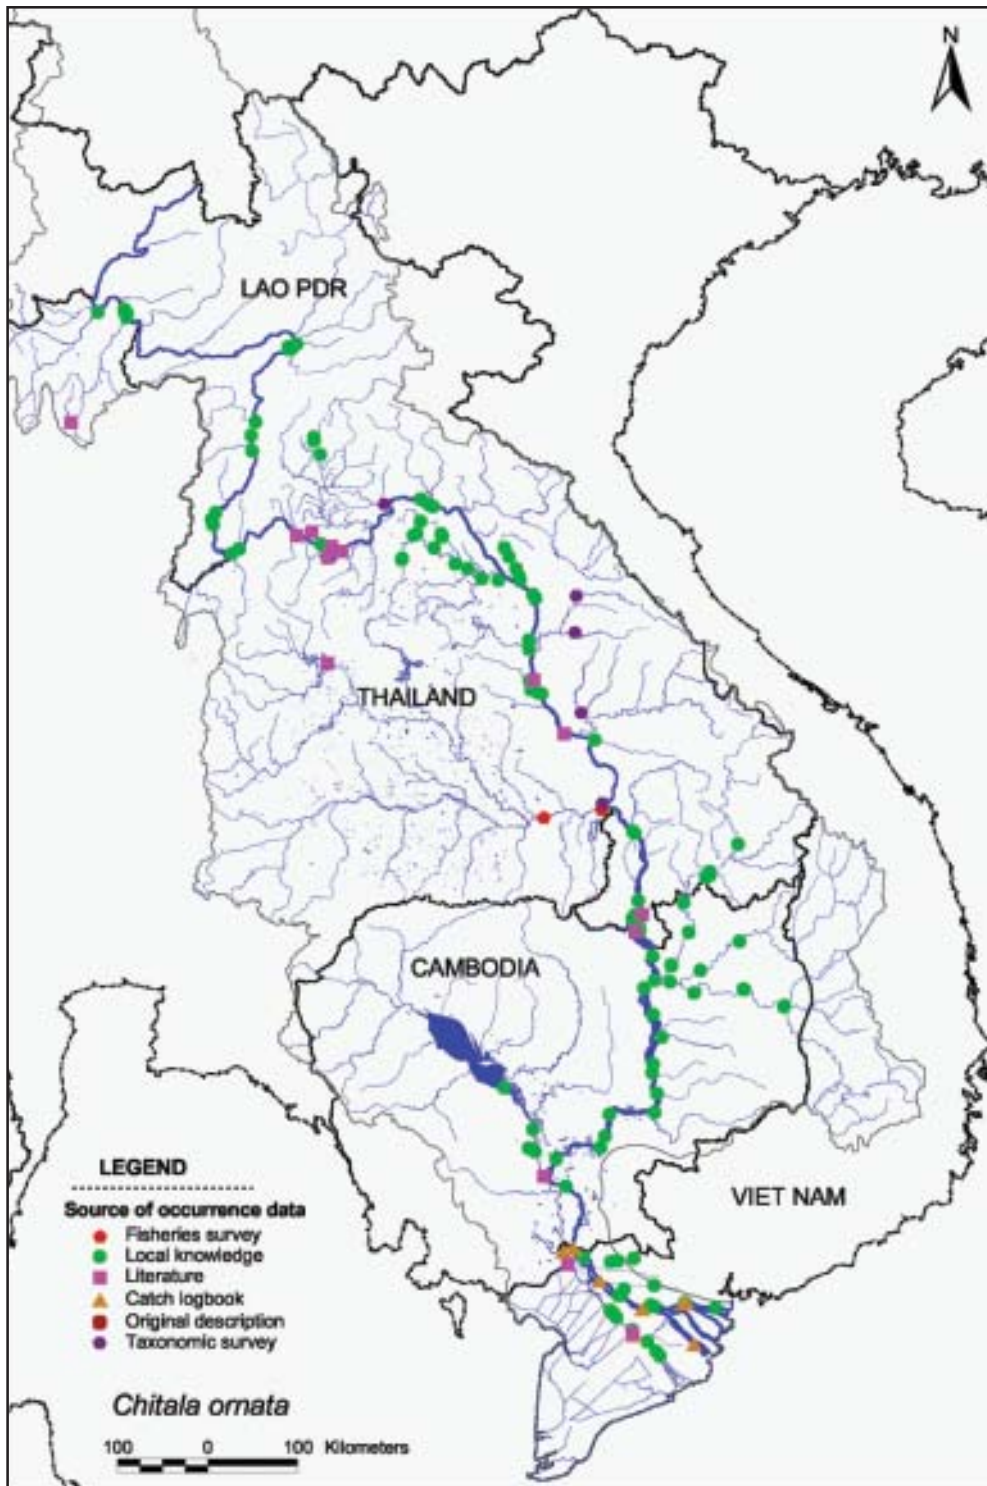 N
LAO PDR
THAILAND
CAMBODIA
VIET NAM
LEGEND
Source of occurrence data
Fisheries survey
Local knowledge
Literature
Catch logbook
Original description
Taxonomic survey
Chitala ornata
100 0 100 Kilometers